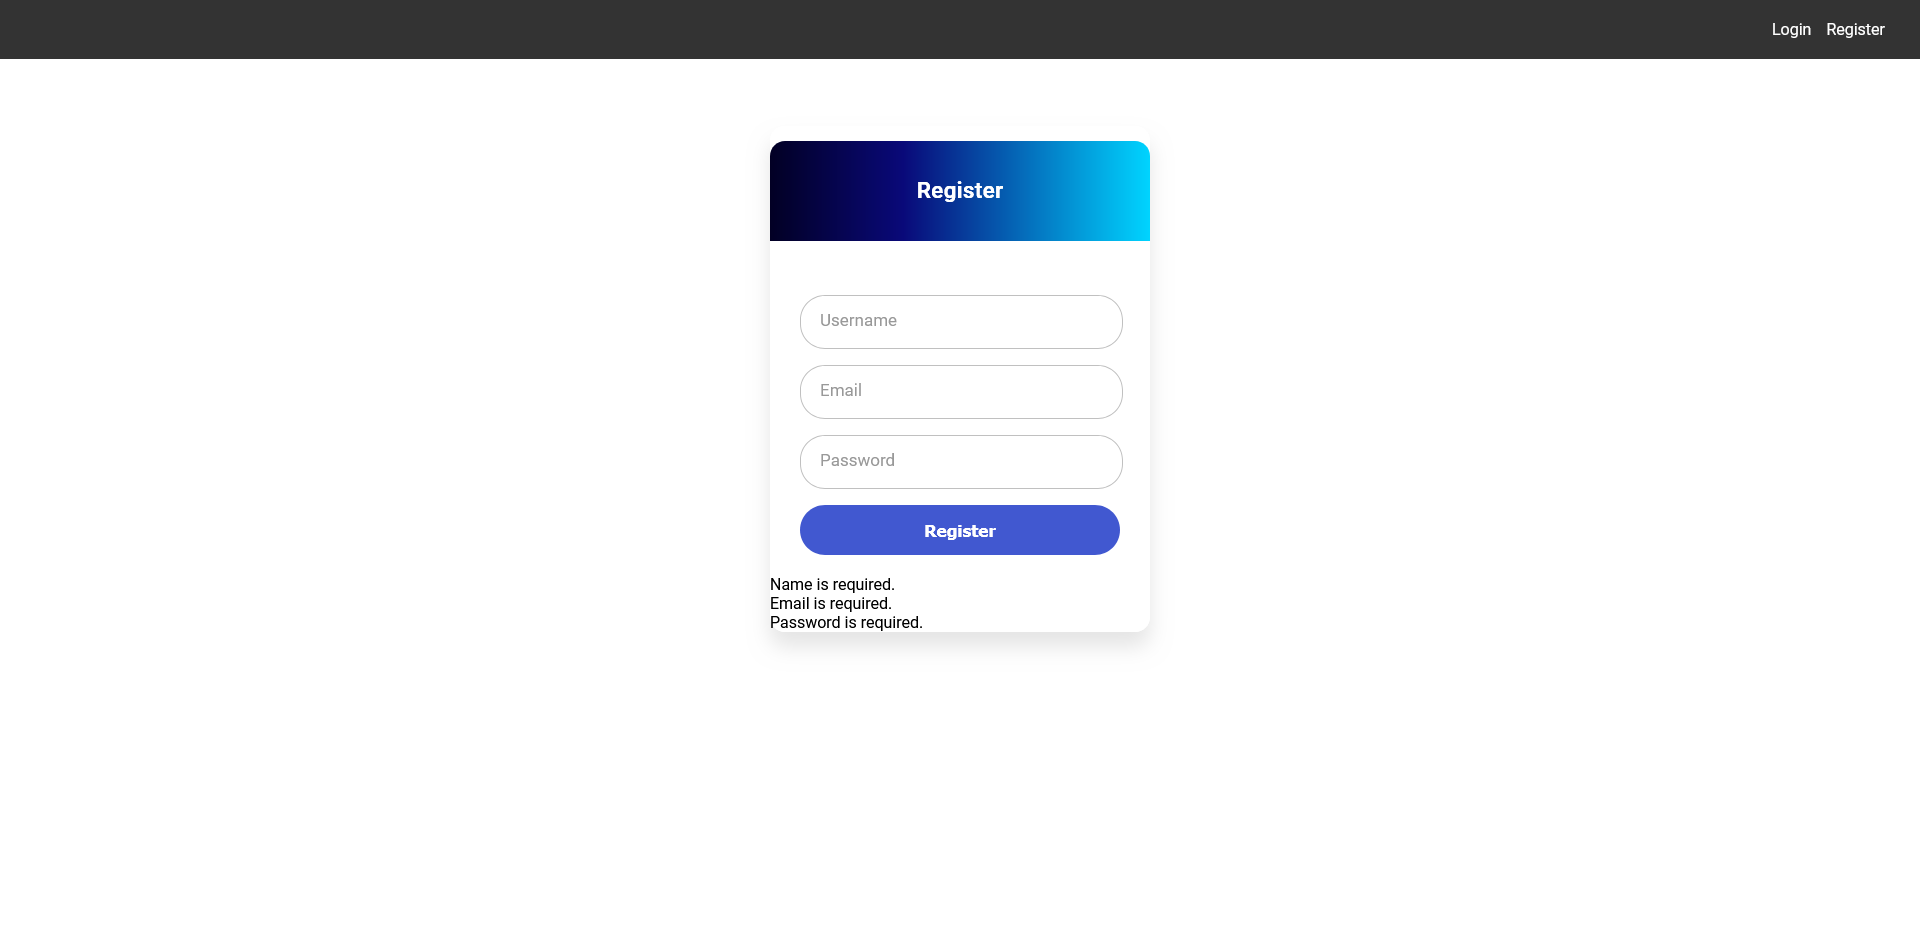 Login Register
Register
Username
Email
Password
Register
Name is required.
Email is required.
Password is required.